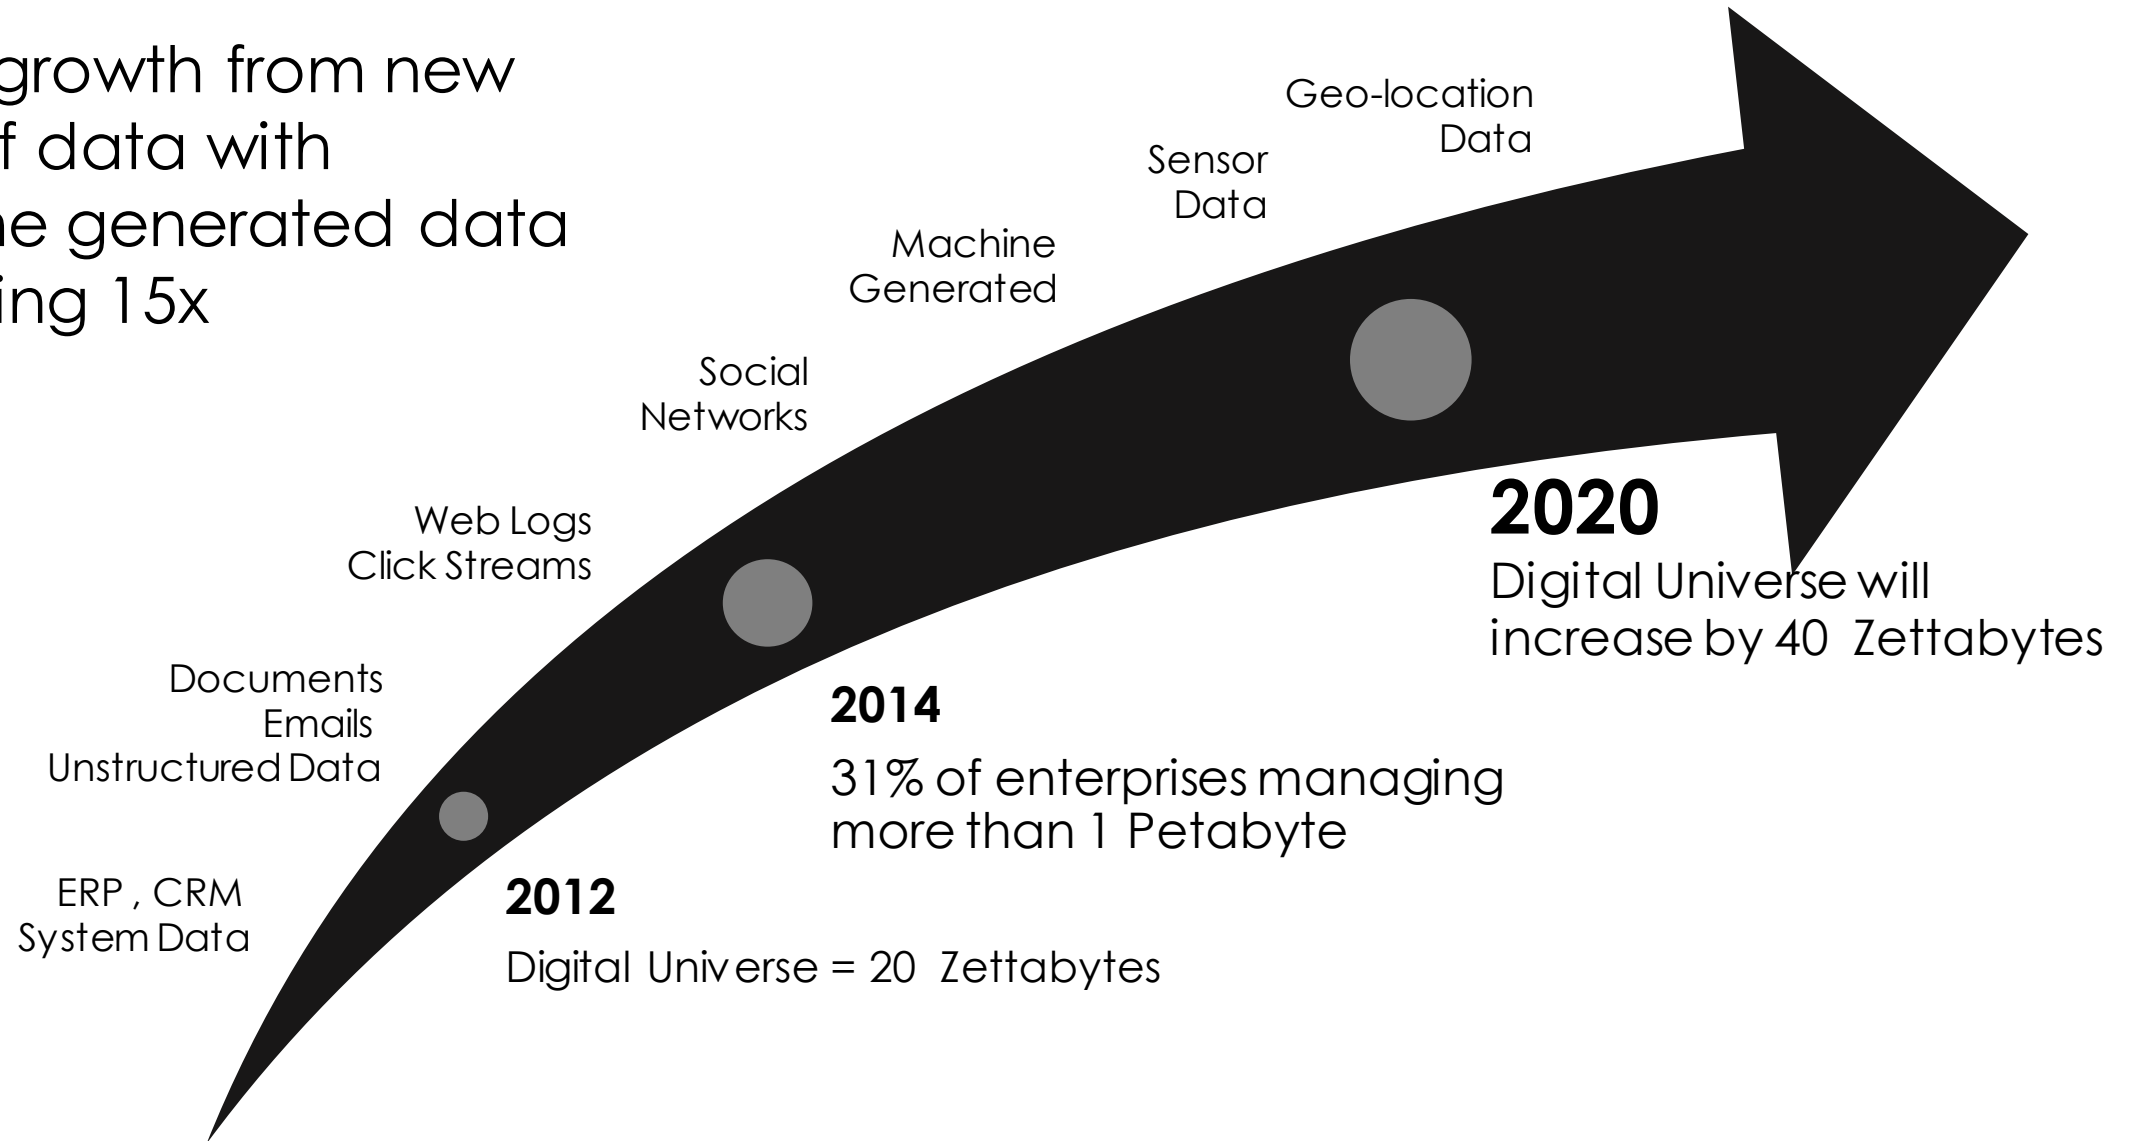 growth from new
f data with
ne generated data
ing 15x
Geo-location
Data
Sensor
Data
Machine
Generated
Social
Networks
Web Logs
Click Streams
Documents
Emails
Unstructured Data
ERP , CRM
System Data
2020
Digital Universe will
increase by 40 Zettabytes
2014
31% of enterprises managing
more than 1 Petabyte
2012
Digital Universe = 20 Zettabytes